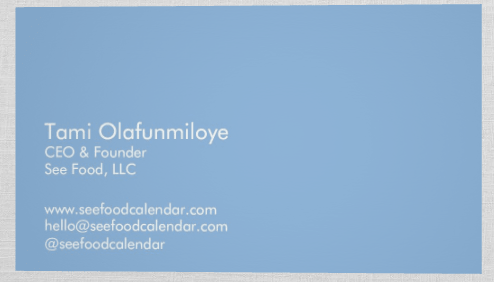 Tami Olafunmiloye
CEO & Founder
See Food, LLC
www.seefoodcalendar.com
hello@seefoodcalendar.com
@seefoodcalendar